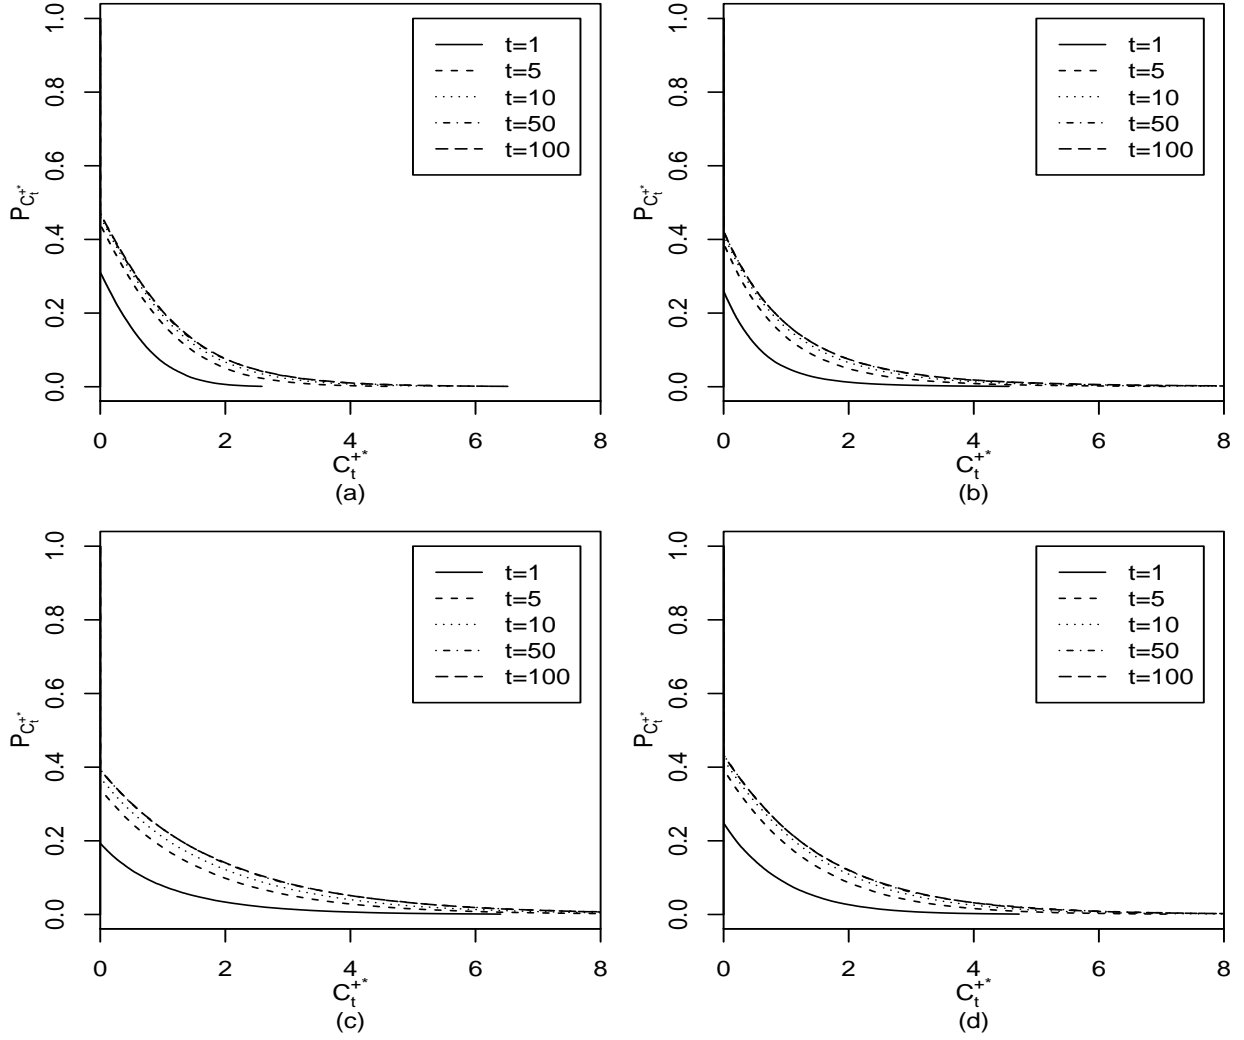 1.0
0.8
0.6
0.4
0.2
0.0
P_{C_t^{+*}}
t=1
t=5
t=10
t=50
t=100
0 2 4 6 8
C_t^{+*}
(a)
1.0
0.8
0.6
0.4
0.2
0.0
P_{C_t^{+*}}
t=1
t=5
t=10
t=50
t=100
0 2 4 6 8
C_t^{+*}
(b)
1.0
0.8
0.6
0.4
0.2
0.0
P_{C_t^{+*}}
t=1
t=5
t=10
t=50
t=100
0 2 4 6 8
C_t^{+*}
(c)
1.0
0.8
0.6
0.4
0.2
0.0
P_{C_t^{+*}}
t=1
t=5
t=10
t=50
t=100
0 2 4 6 8
C_t^{+*}
(d)